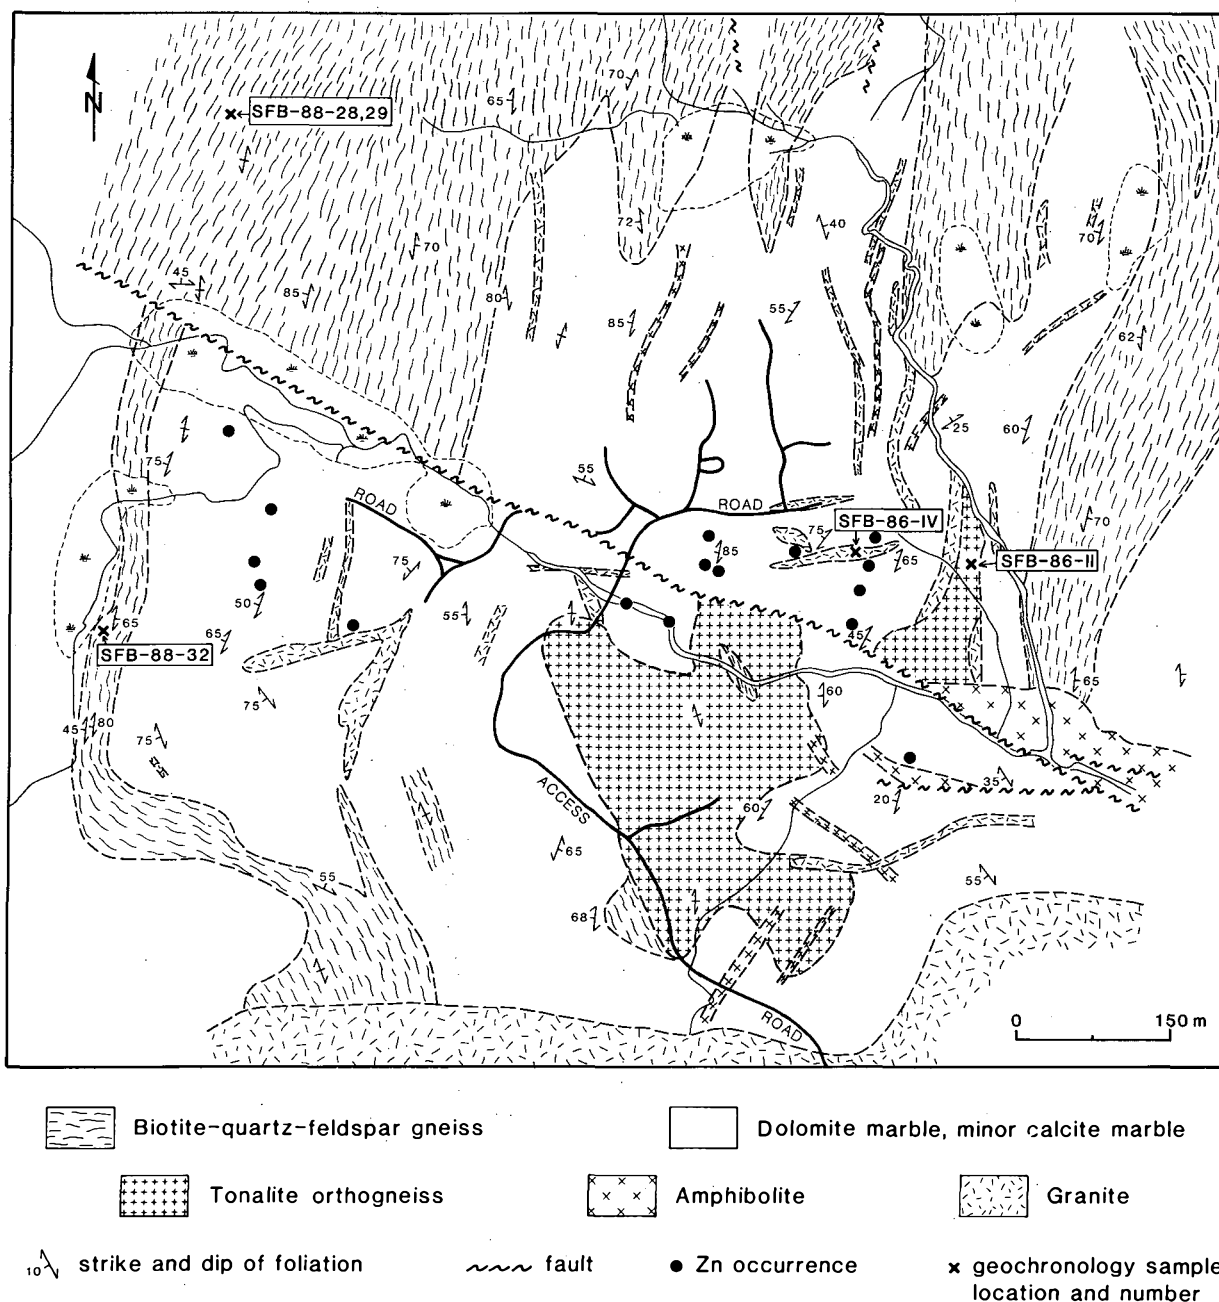 70
65
N
SFB-88-28,29
72
40
70
70
45
85
80
85
55
62
25
60
75
55
ROAD
ROAD
SFB-86-IV
75
70
85
65
SFB-86-II
75
50
55
65
65
45
SFB-88-32
60
65
75
45
80
75
35
20
60
ACCESS
65
55
55
68
ROAD
0 150 m
Biotite-quartz-feldspar gneiss
Dolomite marble, minor calcite marble
Tonalite orthogneiss
Amphibolite
Granite
10 strike and dip of foliation
fault
Zn occurrence
geochronology sample
location and number